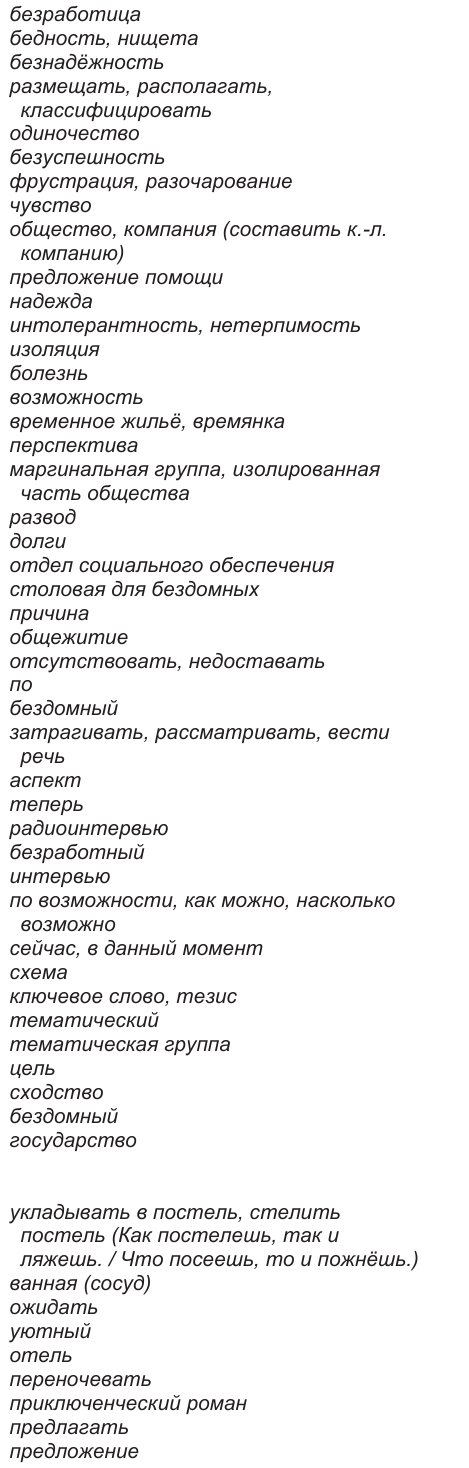 безработица
бедность, нищета
безнадёжность
размещать, располагать,
классифицировать
одиночество
безуспешность
фрустрация, разочарование
чувство
общество, компания (составить к.-л.
компанию)
предложение помощи
надежда
интолерантность, нетерпимость
изоляция
болезнь
возможность
временное жильё, времянка
перспектива
маргинальная группа, изолированная
часть общества
развод
долги
отдел социального обеспечения
столовая для бездомных
причина
общежитие
отсутствовать, недоставать
по
бездомный
затрагивать, рассматривать, вести
речь
аспект
теперь
радиоинтервью
безработный
интервью
по возможности, как можно, насколько
возможно
сейчас, в данный момент
схема
ключевое слово, тезис
тематический
тематическая группа
цель
сходство
бездомный
государство
укладывать в постель, стелить
постель (Как постелешь, так и
ляжешь. / Что посеешь, то и пожнёшь.)
ванная (сосуд)
ожидать
уютный
отель
переночевать
приключенческий роман
предлагать
предложение